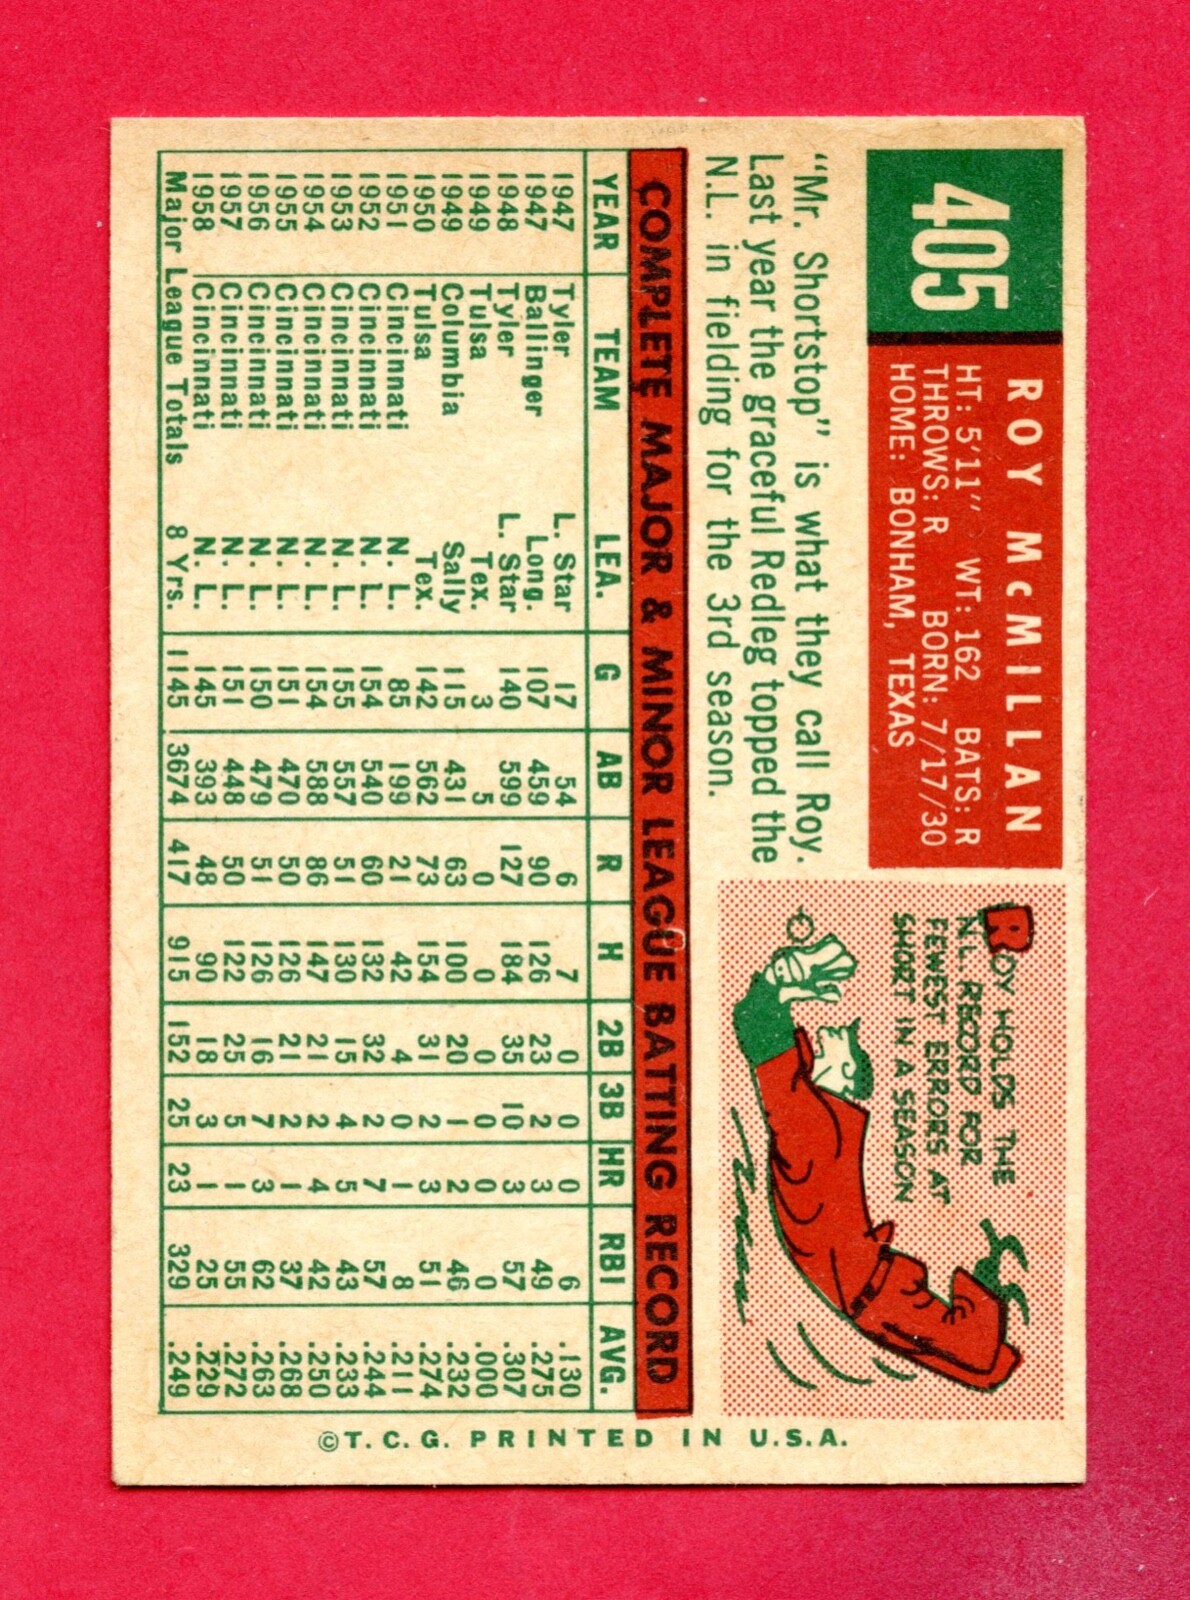 405
ROY McMILLAN
HT: 5'11" WT: 162 BATS: R
THROWS: R BORN: 7/17/30
HOME: BONHAM, TEXAS
"Mr. Shortstop" is what they call Roy.
Last year the graceful Redleg topped the
N.L. in fielding for the 3rd season.
ROY HOLDS THE
N.L. RECORD FOR
FEWEST ERRORS AT
SHORT IN A SEASON
COMPLETE MAJOR & MINOR LEAGUE BATTING RECORD
YEAR TEAM LEA. G AB R H 2B 3B HR RBI AVG.
1947 Tyler L. Star 17 54 6 7 0 0 0 6 .130
1947 Ballinger Long. 107 459 90 126 23 2 3 49 .275
1948 Tyler L. Star 140 599 127 184 35 10 3 57 .307
1949 Tulsa Tex. 3 5 0 0 0 0 0 0 .000
1949 Columbia Sally 115 431 63 100 20 1 2 46 .232
1950 Tulsa Tex. 142 562 73 154 31 2 3 51 .274
1951 Cincinnati N. L. 85 199 21 42 4 0 1 8 .211
1952 Cincinnati N. L. 154 540 60 132 32 2 7 57 .244
1953 Cincinnati N. L. 155 557 51 130 15 4 5 43 .233
1954 Cincinnati N. L. 154 588 86 147 21 2 4 42 .250
1955 Cincinnati N. L. 151 470 50 126 21 2 1 37 .268
1956 Cincinnati N. L. 150 479 51 126 16 7 3 62 .263
1957 Cincinnati N. L. 151 448 50 122 25 5 1 55 .272
1958 Cincinnati N. L. 145 393 48 90 18 3 1 25 .229
Major League Totals 8 Yrs. 1145 3674 417 915 152 25 23 329 .249
©T. C. G. PRINTED IN U.S.A.